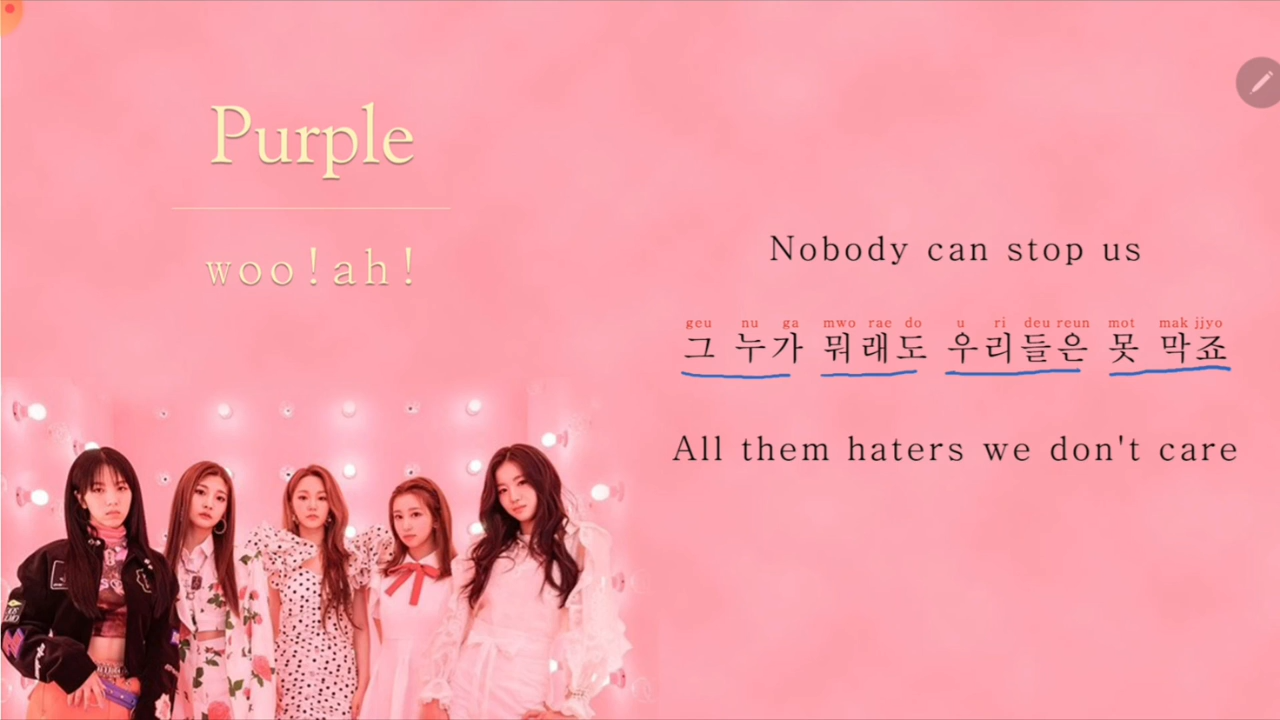 Purple
woo!ah!
Nobody can stop us
geu nu ga mwo rae do u ri deu reun mot mak jjyo
그 누가 뭐래도 우리들은 못 막죠
All them haters we don't care